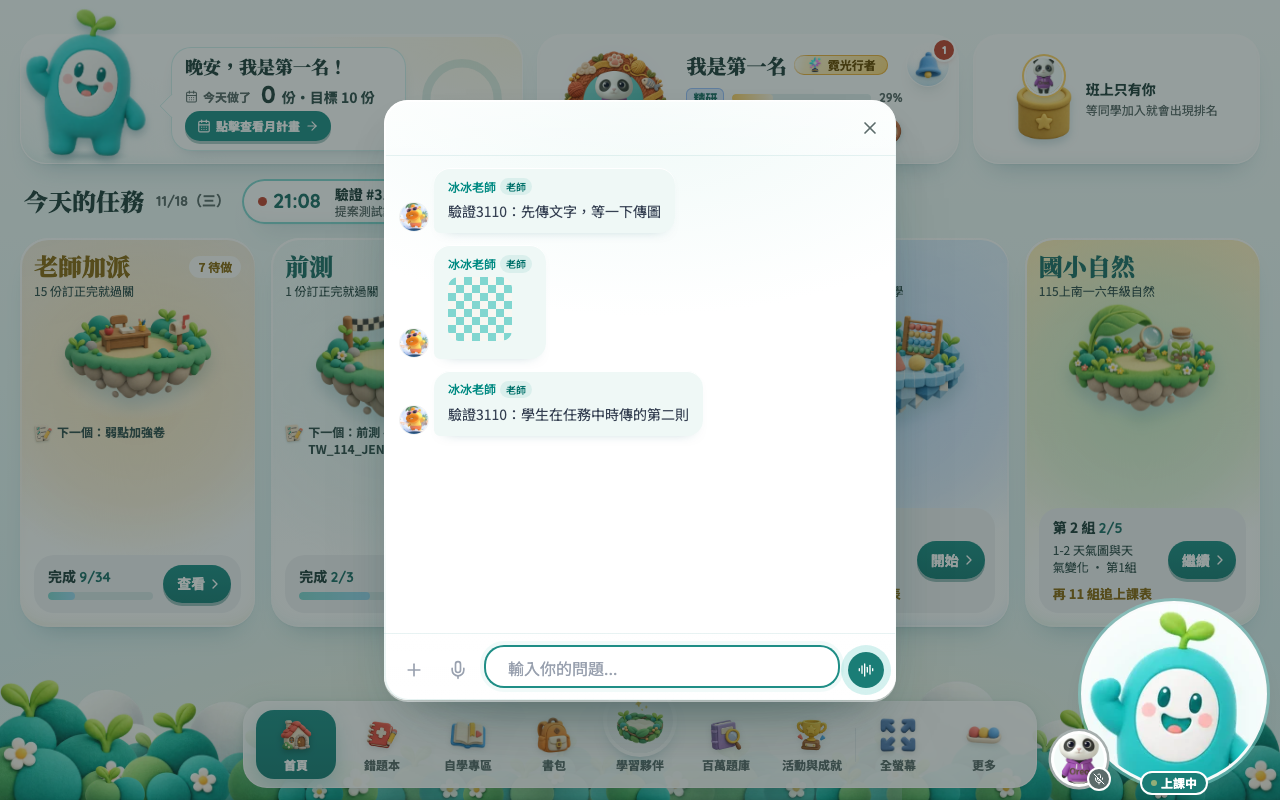 晚安，我是第一名！
今天做了 0 份・目標 10 份
點擊查看月計畫
我是第一名 霓光行者
精研 29%
1
班上只有你
等同學加入就會出現排名
今天的任務 11/18（三）
21:08 驗證 #3
提案測試
老師加派 7 待做
15 份訂正完就過關
下一個：弱點加強卷
完成 9/34
查看
前測
1 份訂正完就過關
下一個：前測
TW_114_JEN
完成 2/3
冰冰老師 老師
驗證3110：先傳文字，等一下傳圖
冰冰老師 老師
冰冰老師 老師
驗證3110：學生在任務中時傳的第二則
輸入你的問題...
開始
國小自然
115上南一六年級自然
第 2 組 2/5
1-2 天氣圖與天
氣變化 ・ 第1組
繼續
再 11 組追上課表
首頁
錯題本
自學專區
書包
學習夥伴
百萬題庫
活動與成就
全螢幕
更多
上課中